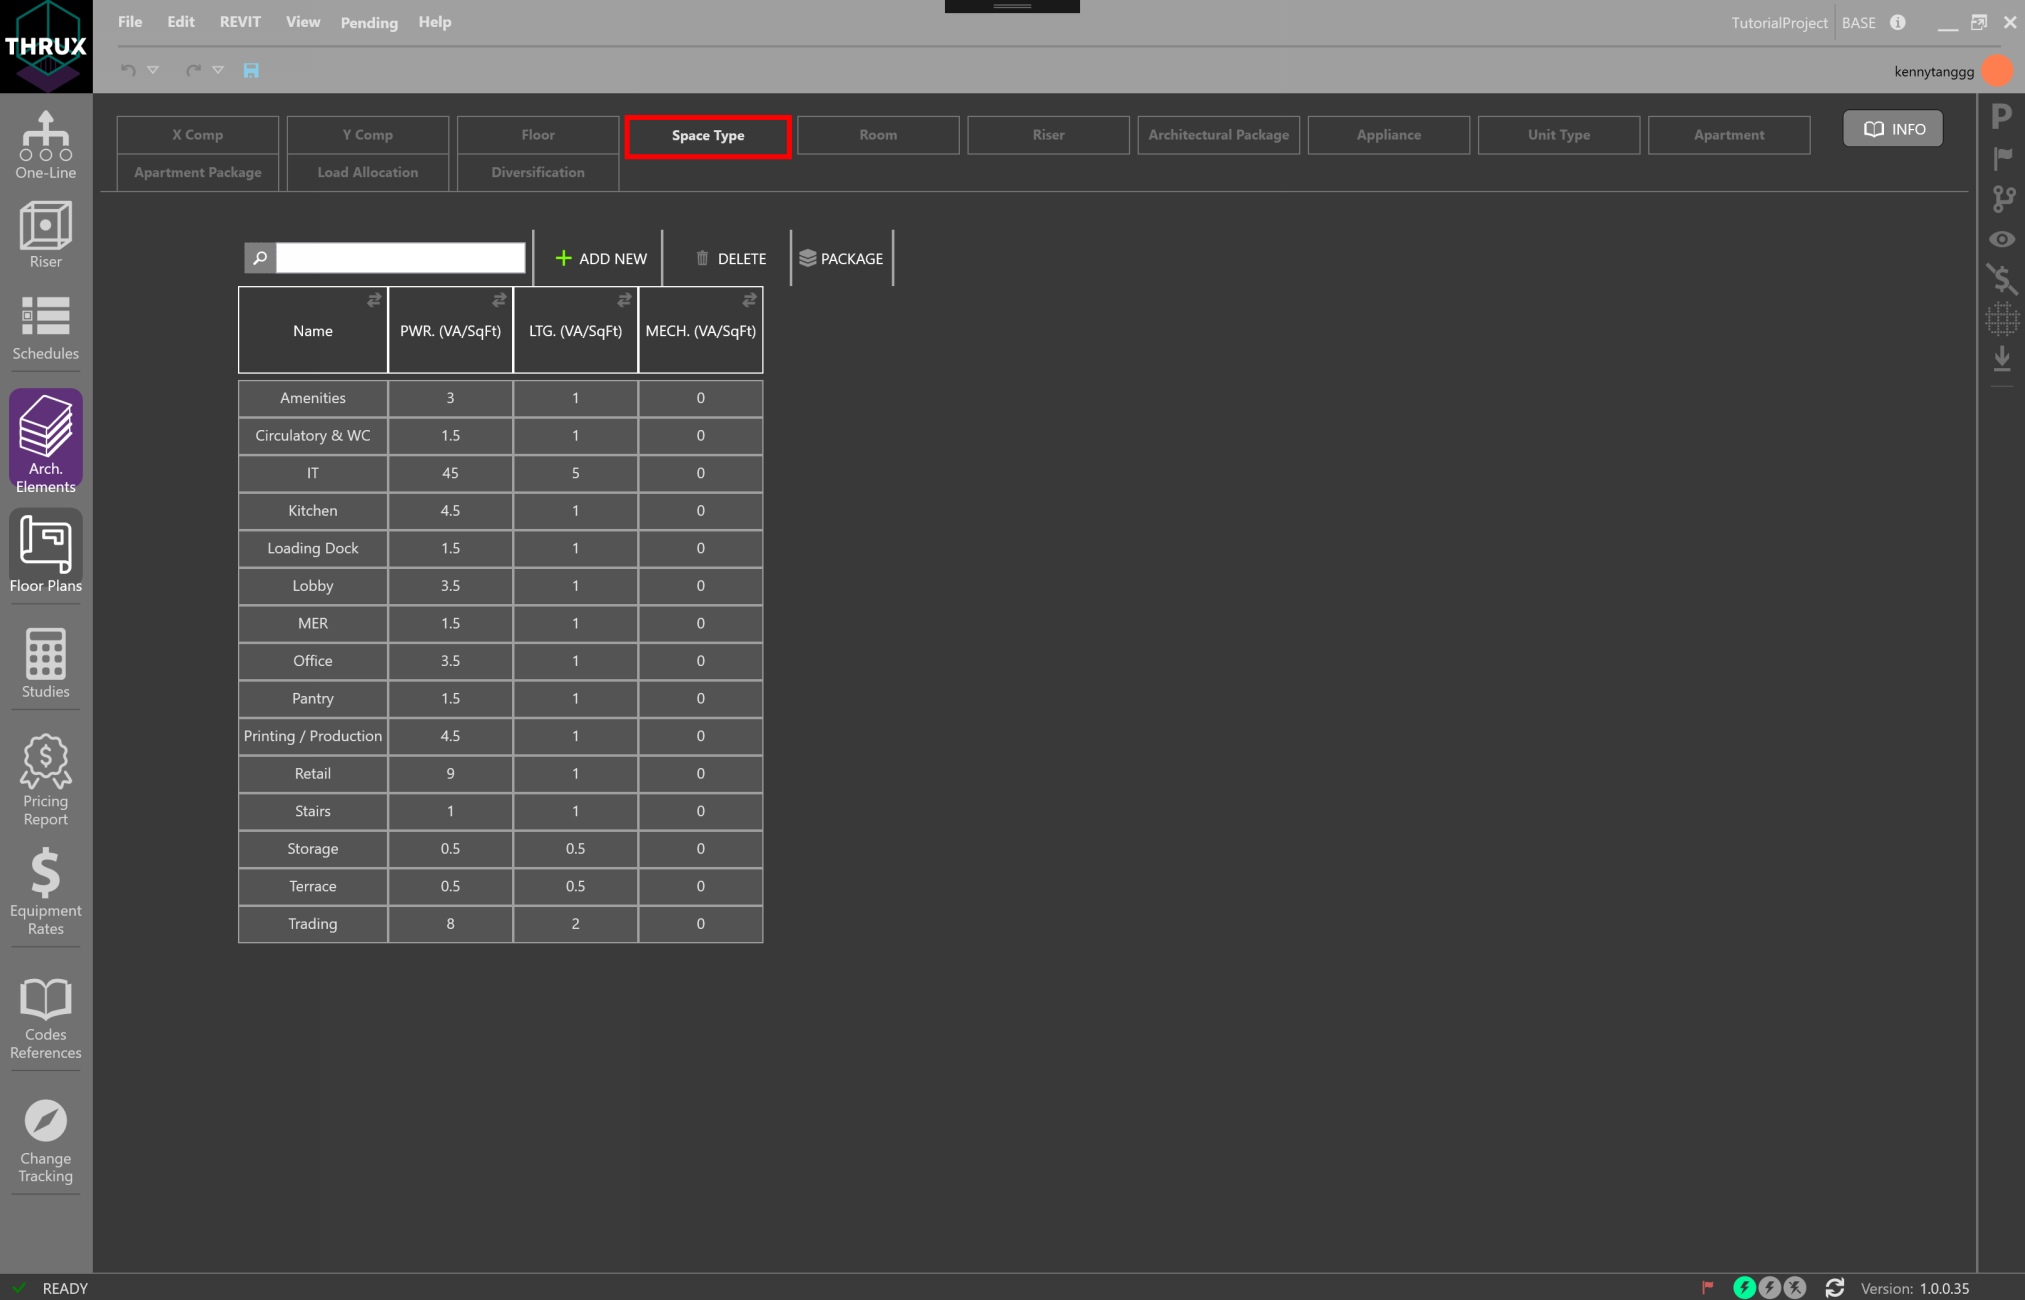 THRUX
File Edit REVIT View Pending Help
TutorialProject BASE
kennytanggg
X Comp Y Comp Floor Space Type Room Riser Architectural Package Appliance Unit Type Apartment
INFO
Apartment Package Load Allocation Diversification
ADD NEW DELETE PACKAGE
Name PWR. (VA/SqFt) LTG. (VA/SqFt) MECH. (VA/SqFt)
Amenities 3 1 0
Circulatory & WC 1.5 1 0
IT 45 5 0
Kitchen 4.5 1 0
Loading Dock 1.5 1 0
Lobby 3.5 1 0
MER 1.5 1 0
Office 3.5 1 0
Pantry 1.5 1 0
Printing / Production 4.5 1 0
Retail 9 1 0
Stairs 1 1 0
Storage 0.5 0.5 0
Terrace 0.5 0.5 0
Trading 8 2 0
One-Line
Riser
Schedules
Arch.
Elements
Floor Plans
Studies
Pricing
Report
Equipment
Rates
Codes
References
Change
Tracking
P
READY
Version: 1.0.0.35